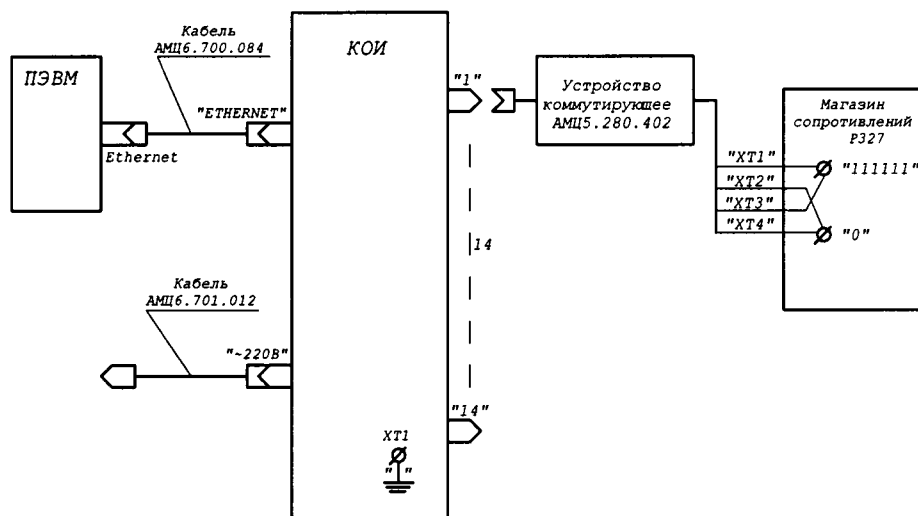 Кабель
АМЦ6.700.084
ПЭВМ
"ETHERNET"
Ethernet
КОИ
"1"
Устройство
коммутирующее
АМЦ5.280.402
Магазин
сопротивлений
Р327
"XT1"
"111111"
"XT2"
"XT3"
"XT4"
"0"
14
Кабель
АМЦ6.701.012
"~220В"
"14"
XT1
" "